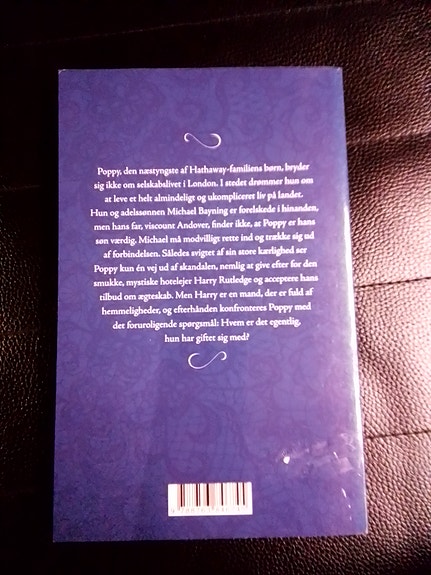 Poppy, den næstyngste af Hathaway-familiens børn, bryder
sig ikke om selskabslivet i London. I stedet drømmer hun om
at leve et helt almindeligt og ukompliceret liv på landet.
Hun og adelssønnen Michael Bayning er forelskede i hinanden,
men hans far, viscount Andover, finder ikke, at Poppy er hans
søn værdig. Michael må modvilligt rette ind og trække sig ud
af forbindelsen. Således svigtet af sin store kærlighed ser
Poppy kun én vej ud af skandalen, nemlig at give efter for den
smukke, mystiske hotelejer Harry Rutledge og acceptere hans
tilbud om ægteskab. Men Harry er en mand, der er fuld af
hemmeligheder, og efterhånden konfronteres Poppy med
det foruroligende spørgsmål: Hvem er det egentlig,
hun har giftet sig med?